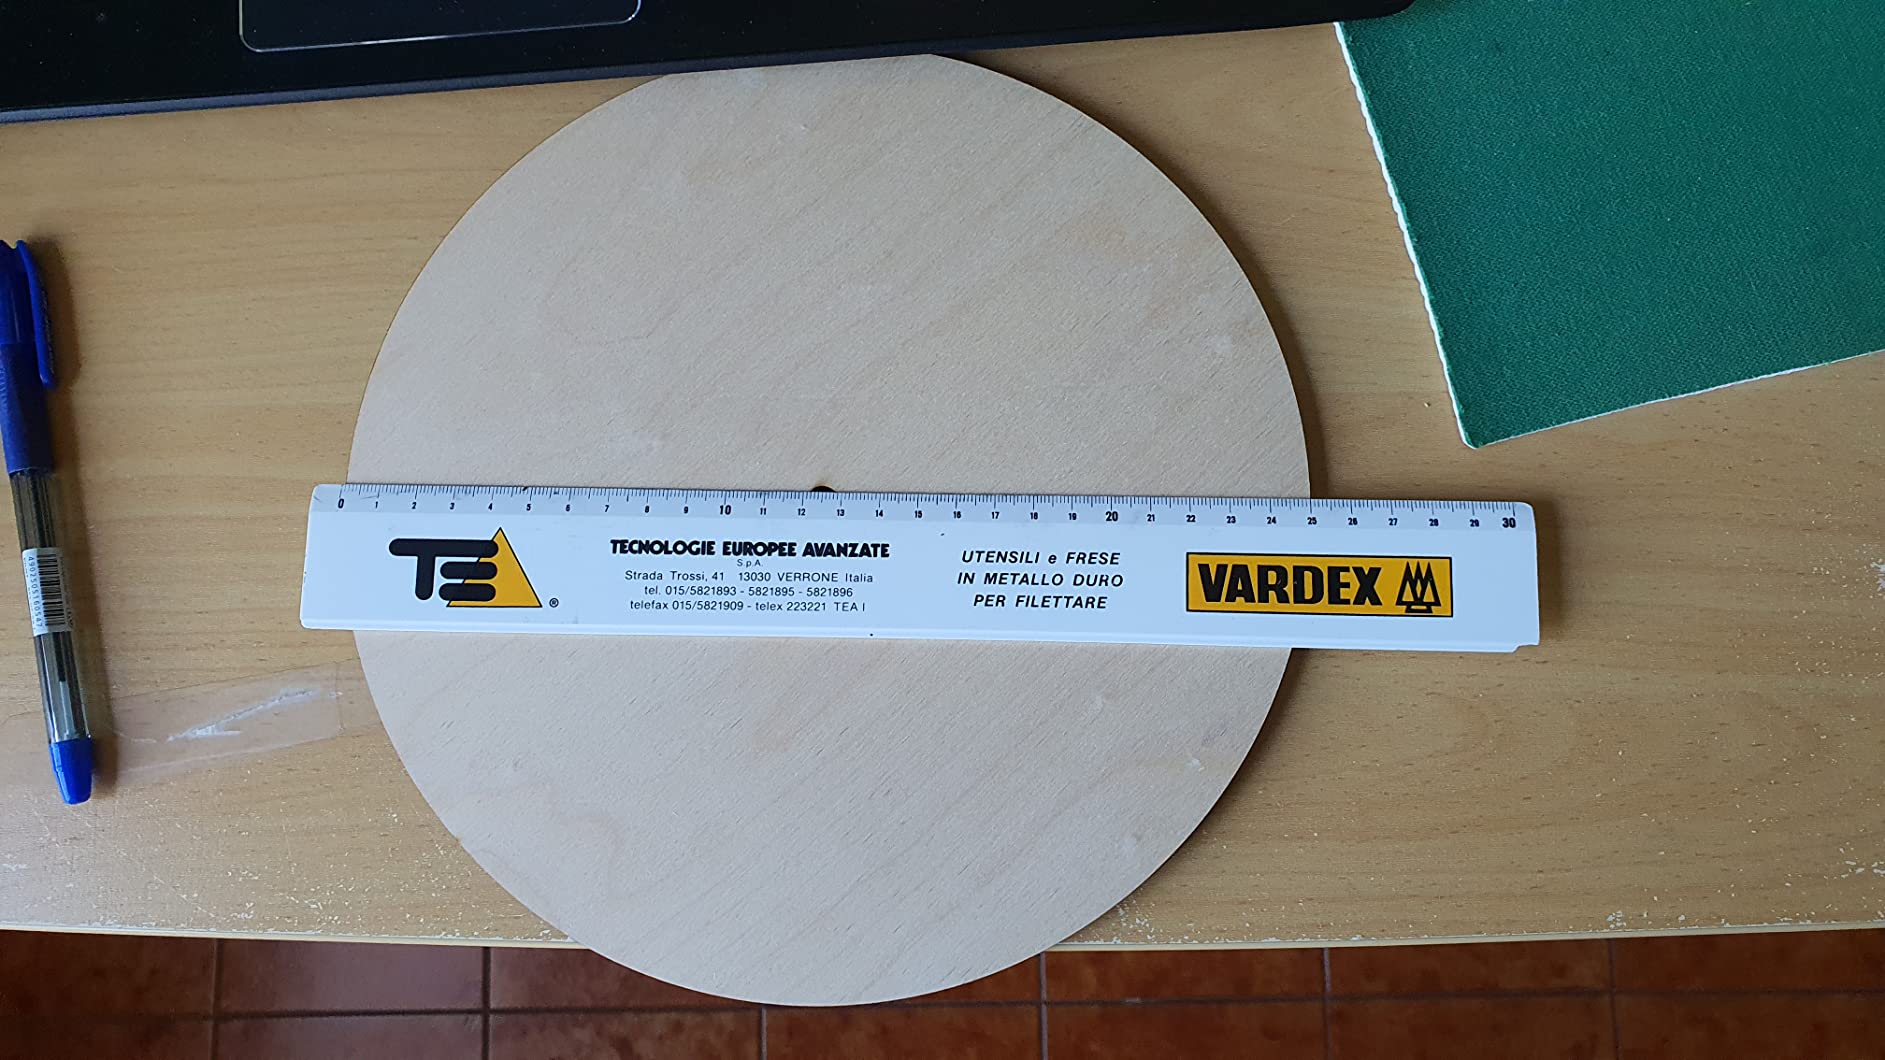 0 1 2 3 4 5 6 7 8 9 10 11 12 13 14 15 16 17 18 19 20 21 22 23 24 25 26 27 28 29 30
TE ®
TECNOLOGIE EUROPEE AVANZATE
S.p.A.
Strada Trossi, 41 13030 VERRONE Italia
tel. 015/5821893 - 5821895 - 5821896
telefax 015/5821909 - telex 223221 TEA I
UTENSILI e FRESE
IN METALLO DURO
PER FILETTARE
VARDEX